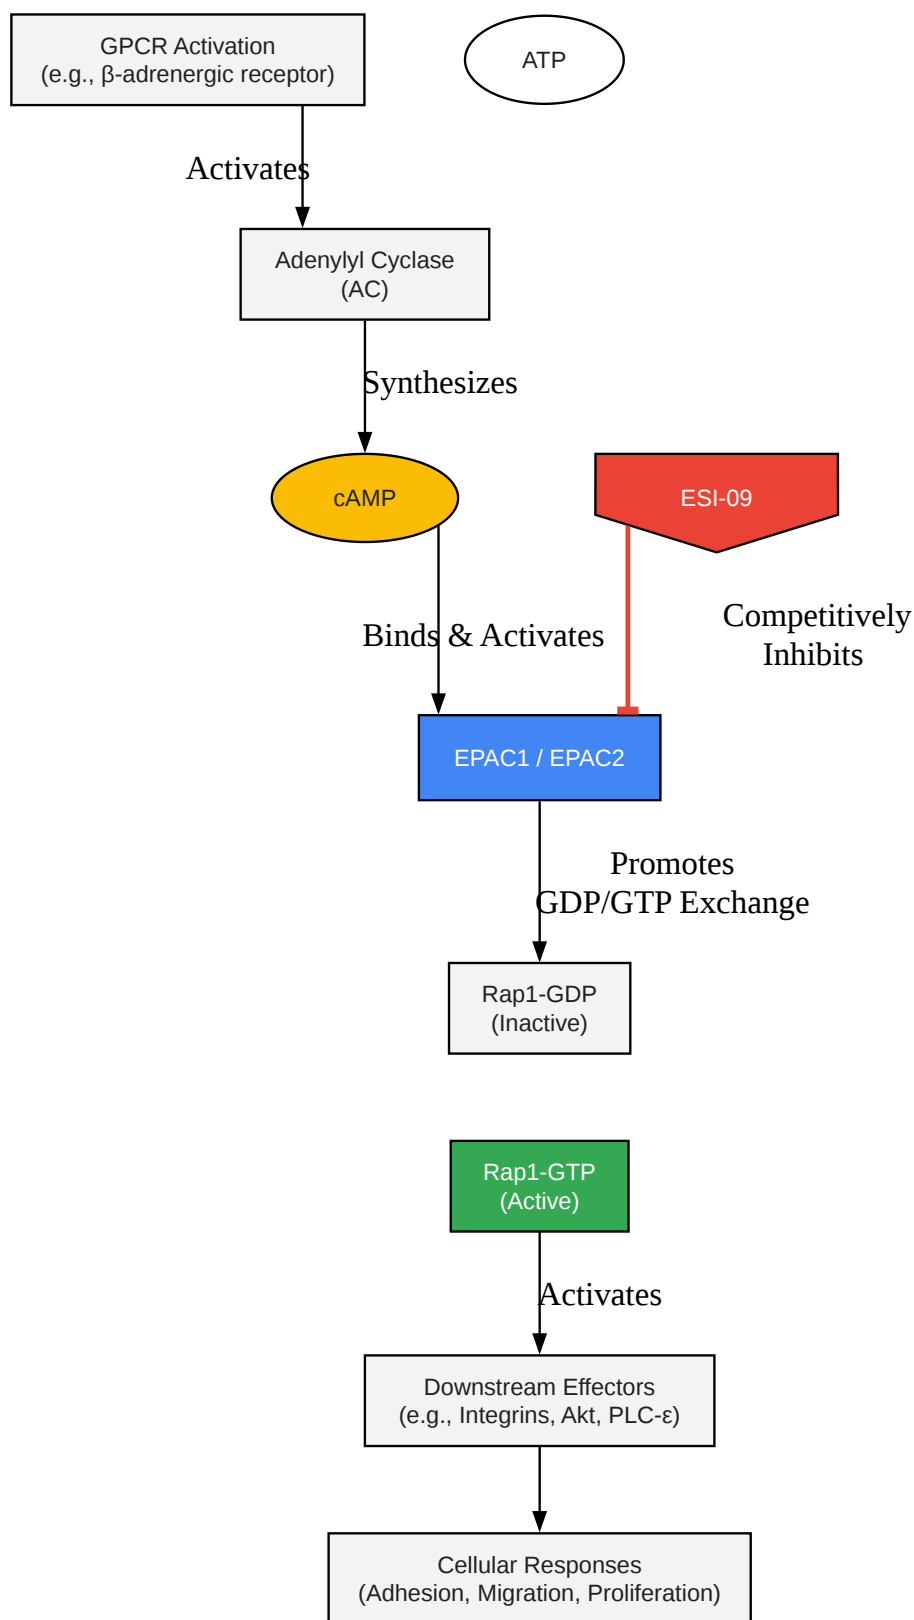 GPCR Activation
(e.g., β-adrenergic receptor)
ATP
Activates
Adenylyl Cyclase
(AC)
Synthesizes
cAMP
ESI-09
Binds & Activates
Competitively
Inhibits
EPAC1 / EPAC2
Promotes
GDP/GTP Exchange
Rap1-GDP
(Inactive)
Rap1-GTP
(Active)
Activates
Downstream Effectors
(e.g., Integrins, Akt, PLC-ε)
Cellular Responses
(Adhesion, Migration, Proliferation)